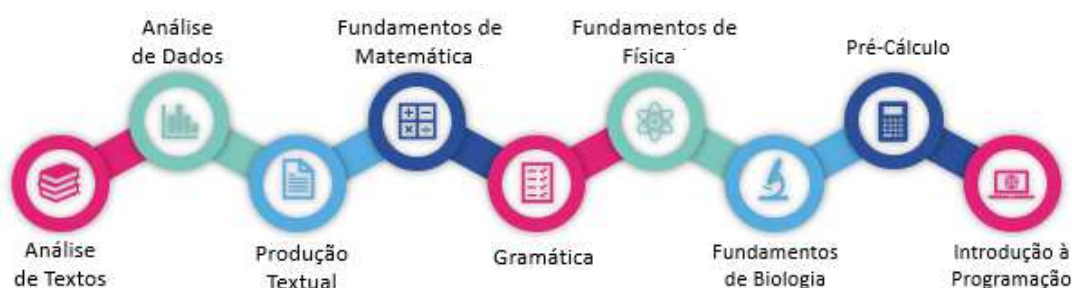 Análise
de Dados
Fundamentos de
Matemática
Fundamentos de
Física
Pré-Cálculo
Análise
de Textos
Produção
Textual
Gramática
Fundamentos
de Biologia
Introdução à
Programação